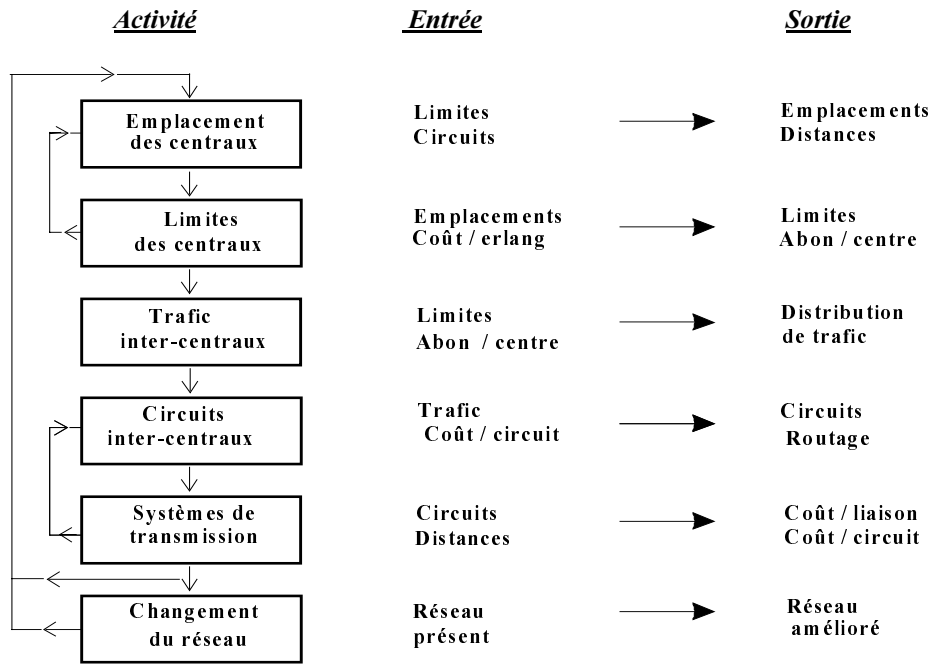 Activité Entrée Sortie
Emplacement
des centraux
Limites
Circuits
Emplacements
Distances
Limites
des centraux
Emplacements
Coût / erlang
Limites
Abon / centre
Trafic
inter-centraux
Limites
Abon / centre
Distribution
de trafic
Circuits
inter-centraux
Trafic
Coût / circuit
Circuits
Routage
Systèmes de
transmission
Circuits
Distances
Coût / liaison
Coût / circuit
Changement
du réseau
Réseau
présent
Réseau
amélioré